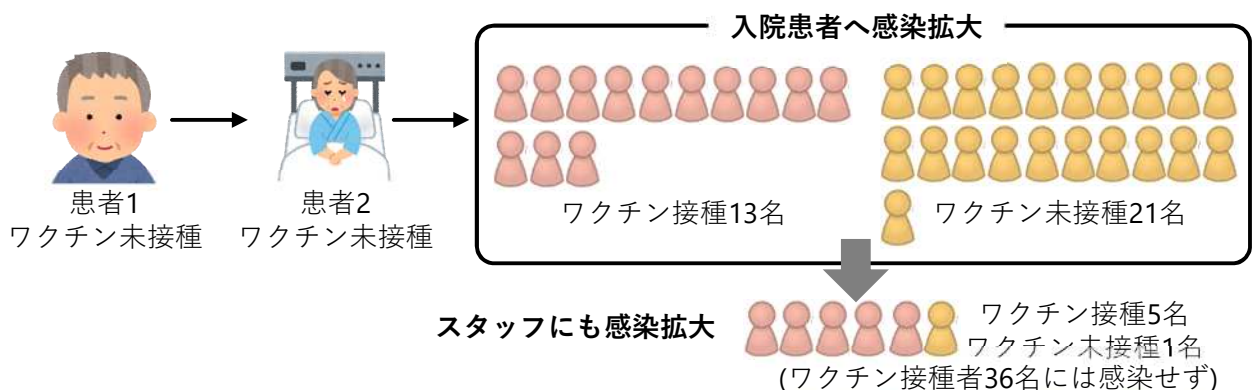 入院患者へ感染拡大
患者1
ワクチン未接種
患者2
ワクチン未接種
ワクチン接種13名
ワクチン未接種21名
スタッフにも感染拡大
ワクチン接種5名
ワクチン未接種1名
(ワクチン接種者36名には感染せず)